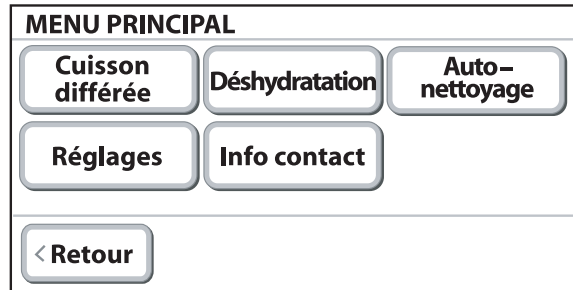 MENU PRINCIPAL
Cuisson
différée
Déshydratation
Auto–
nettoyage
Réglages
Info contact
< Retour